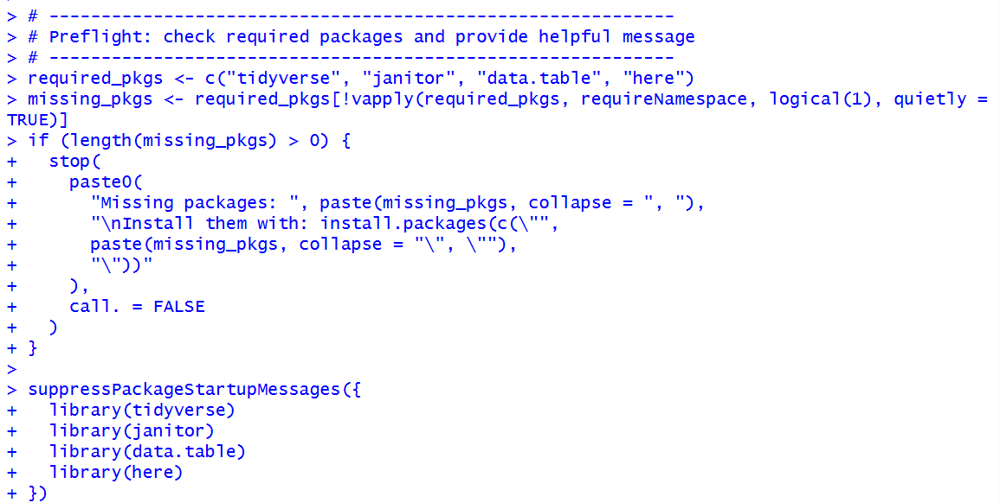 > # ------------------------------------------------------------
> # Preflight: check required packages and provide helpful message
> # ------------------------------------------------------------
> required_pkgs <- c("tidyverse", "janitor", "data.table", "here")
> missing_pkgs <- required_pkgs[!vapply(required_pkgs, requireNamespace, logical(1), quietly =
TRUE)]
> if (length(missing_pkgs) > 0) {
+   stop(
+     paste0(
+       "Missing packages: ", paste(missing_pkgs, collapse = ", "),
+       "\nInstall them with: install.packages(c(\"",
+       paste(missing_pkgs, collapse = "\", \""),
+       "\"))"
+     ),
+     call. = FALSE
+   )
+ }
>
> suppressPackageStartupMessages({
+   library(tidyverse)
+   library(janitor)
+   library(data.table)
+   library(here)
+ })